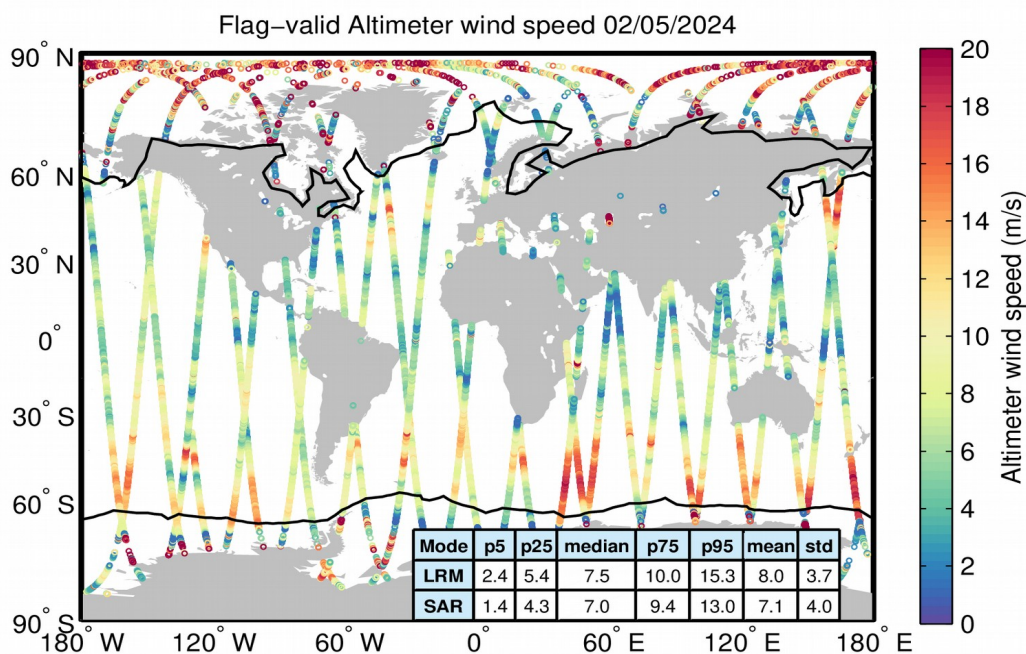 Flag-valid Altimeter wind speed 02/05/2024
90° N
60° N
30° N
0°
30° S
60° S
90° S
180° W
120° W
60° W
0°
60° E
120° E
180° E
Mode p5 p25 median p75 p95 mean std
LRM 2.4 5.4 7.5 10.0 15.3 8.0 3.7
SAR 1.4 4.3 7.0 9.4 13.0 7.1 4.0
20
18
16
14
12
10
8
6
4
2
0
Altimeter wind speed (m/s)